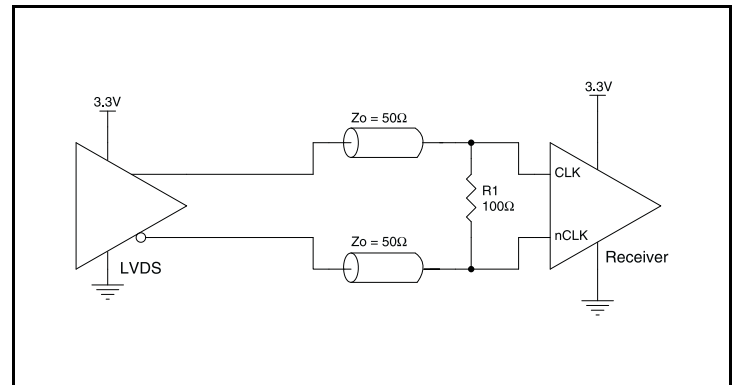 3.3V
3.3V
Zo = 50Ω
CLK
R1
100Ω
nCLK
Zo = 50Ω
Receiver
LVDS